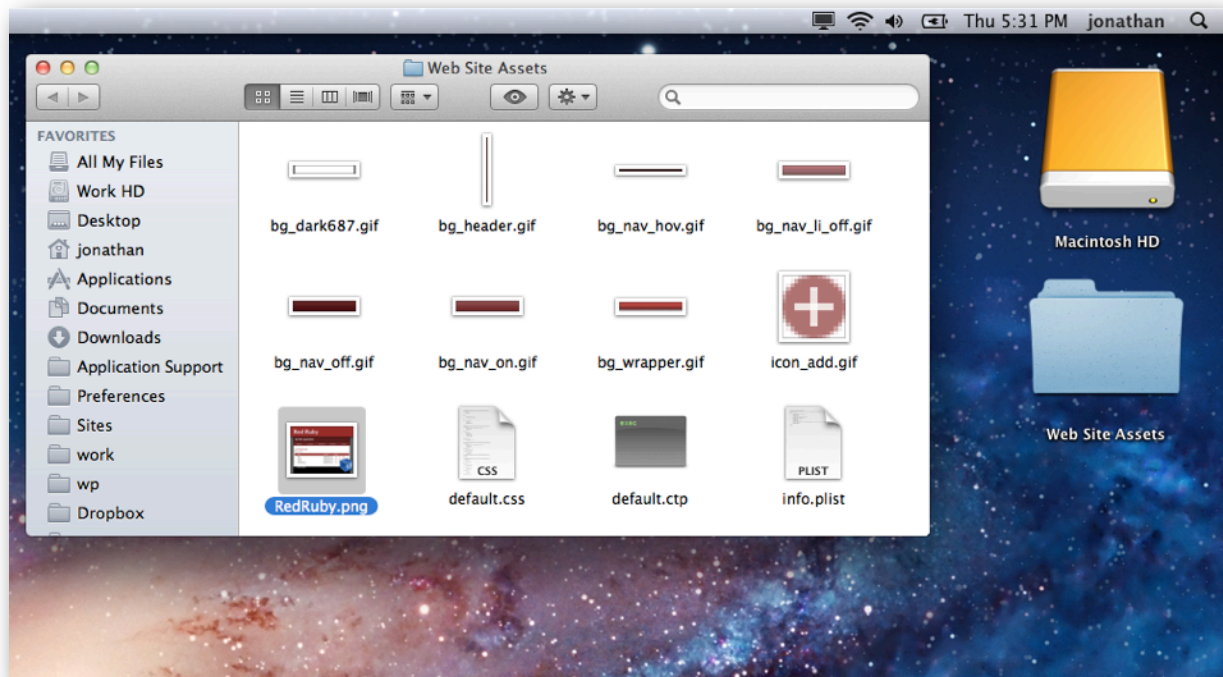 Thu 5:31 PM jonathan
Web Site Assets
FAVORITES
All My Files
Work HD
Desktop
jonathan
Applications
Documents
Downloads
Application Support
Preferences
Sites
work
wp
Dropbox
bg_dark687.gif bg_header.gif bg_nav_hov.gif bg_nav_li_off.gif
bg_nav_off.gif bg_nav_on.gif bg_wrapper.gif icon_add.gif
Red Ruby
exec
CSS
PLIST
RedRuby.png default.css default.ctp info.plist
Macintosh HD
Web Site Assets